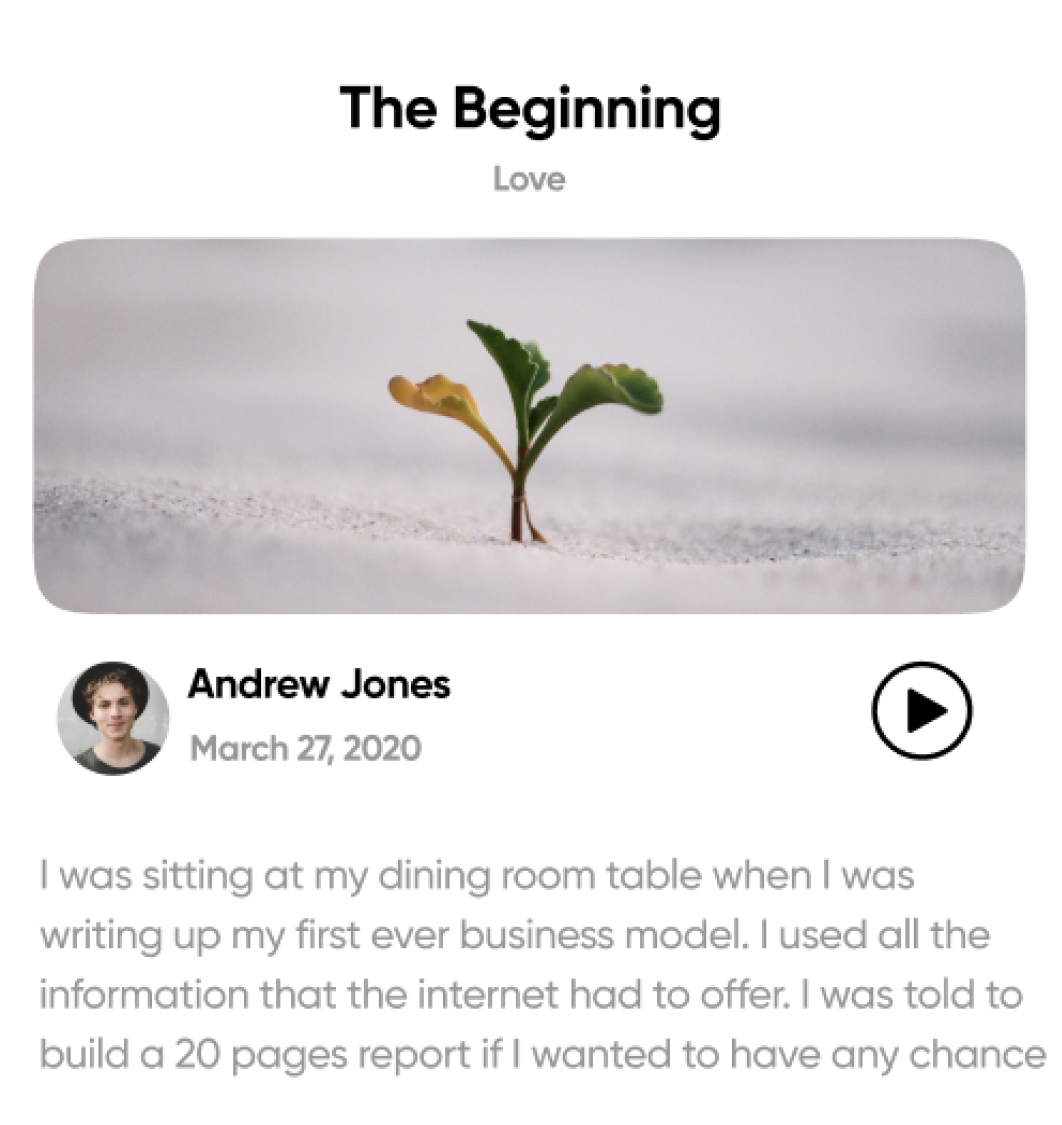 The Beginning
Love
Andrew Jones
March 27, 2020
I was sitting at my dining room table when I was
writing up my first ever business model. I used all the
information that the internet had to offer. I was told to
build a 20 pages report if I wanted to have any chance